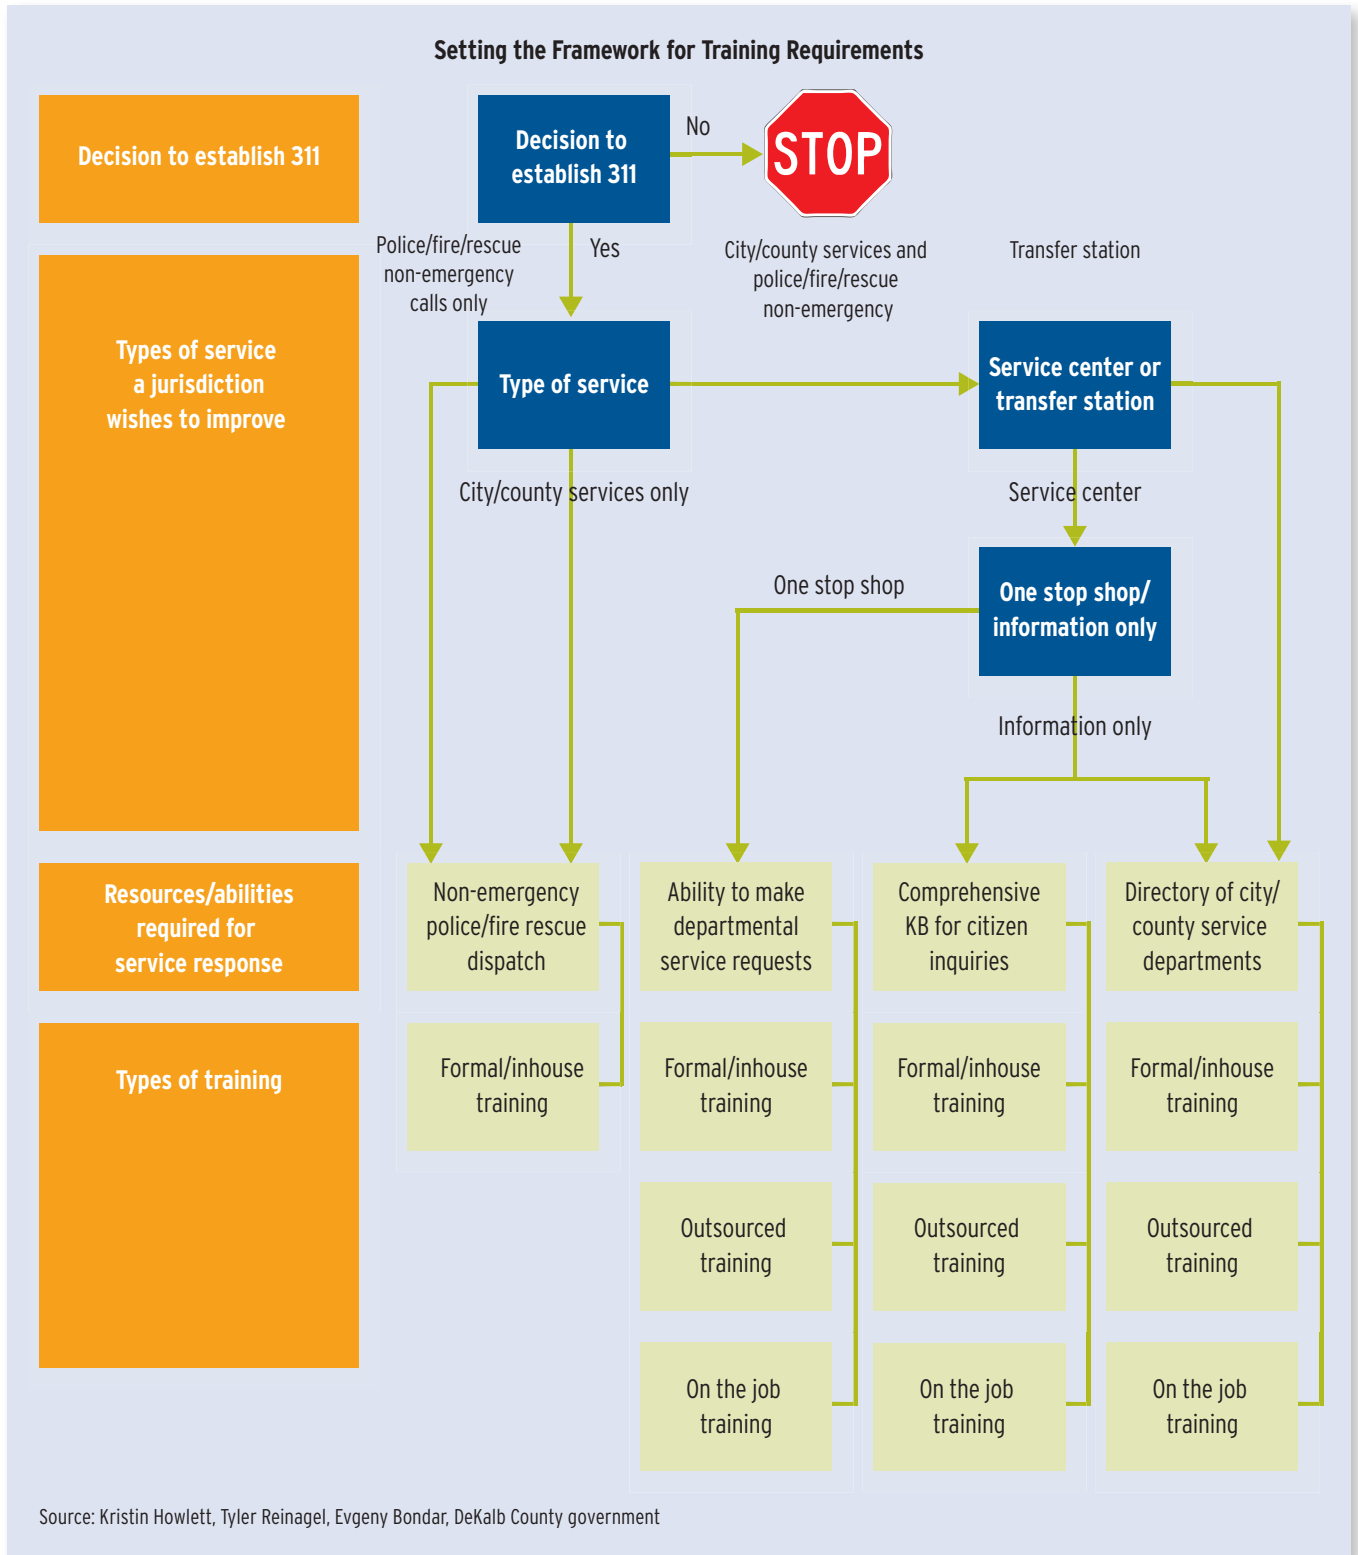 Setting the Framework for Training Requirements
Decision to establish 311
Decision to
establish 311
No
STOP
Yes
Police/fire/rescue
non-emergency
calls only
City/county services and
police/fire/rescue
non-emergency
Transfer station
Types of service
a jurisdiction
wishes to improve
Type of service
Service center or
transfer station
City/county services only
Service center
One stop shop
One stop shop/
information only
Information only
Resources/abilities
required for
service response
Non-emergency
police/fire rescue
dispatch
Ability to make
departmental
service requests
Comprehensive
KB for citizen
inquiries
Directory of city/
county service
departments
Types of training
Formal/inhouse
training
Formal/inhouse
training
Formal/inhouse
training
Formal/inhouse
training
Outsourced
training
Outsourced
training
Outsourced
training
On the job
training
On the job
training
On the job
training
Source: Kristin Howlett, Tyler Reinagel, Evgeny Bondar, DeKalb County government